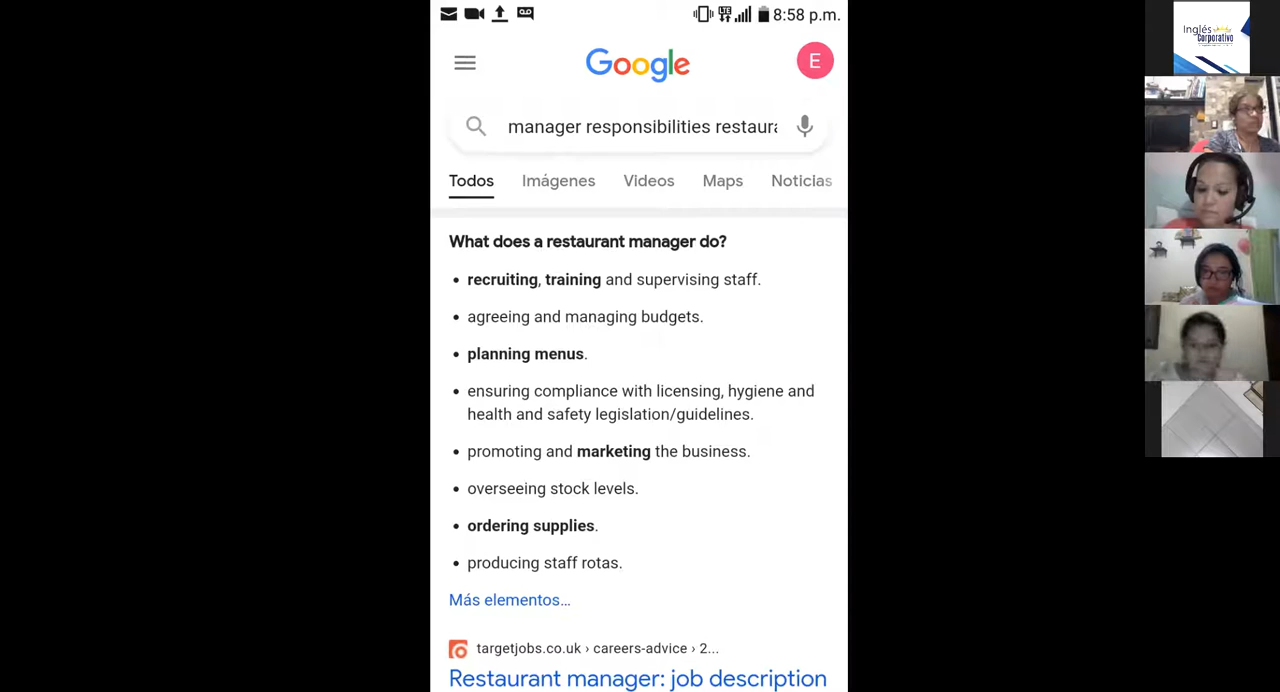 8:58 p.m.
Google
E
manager responsibilities restaura
Todos Imágenes Videos Maps Noticias
What does a restaurant manager do?
• recruiting, training and supervising staff.
• agreeing and managing budgets.
• planning menus.
• ensuring compliance with licensing, hygiene and
health and safety legislation/guidelines.
• promoting and marketing the business.
• overseeing stock levels.
• ordering supplies.
• producing staff rotas.
Más elementos...
targetjobs.co.uk › careers-advice › 2...
Restaurant manager: job description
Inglés
Corporativo